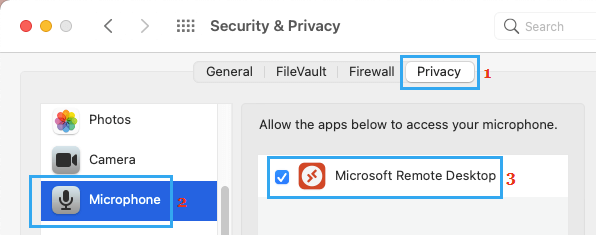 Security & Privacy
Search
General FileVault Firewall Privacy 1
Photos
Camera
Microphone 2
Allow the apps below to access your microphone.
Microsoft Remote Desktop 3